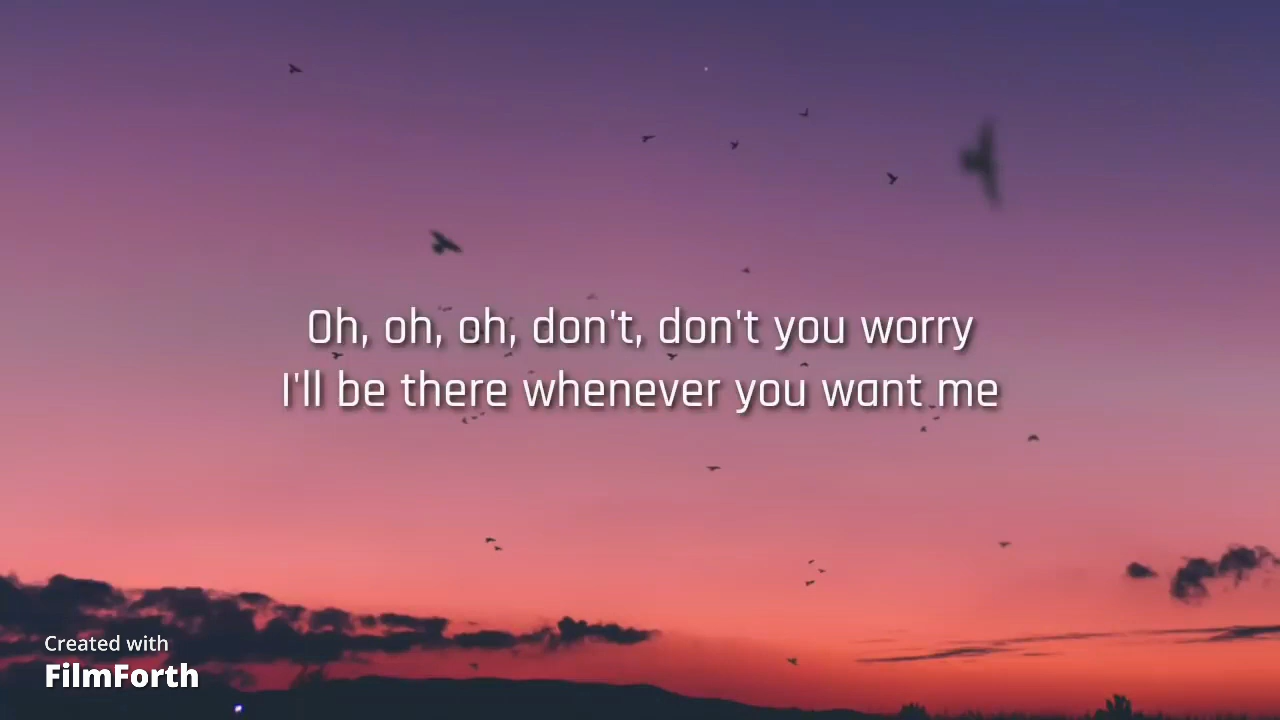 Oh, oh, oh, don't, don't you worry
I'll be there whenever you want me
Created with
FilmForth